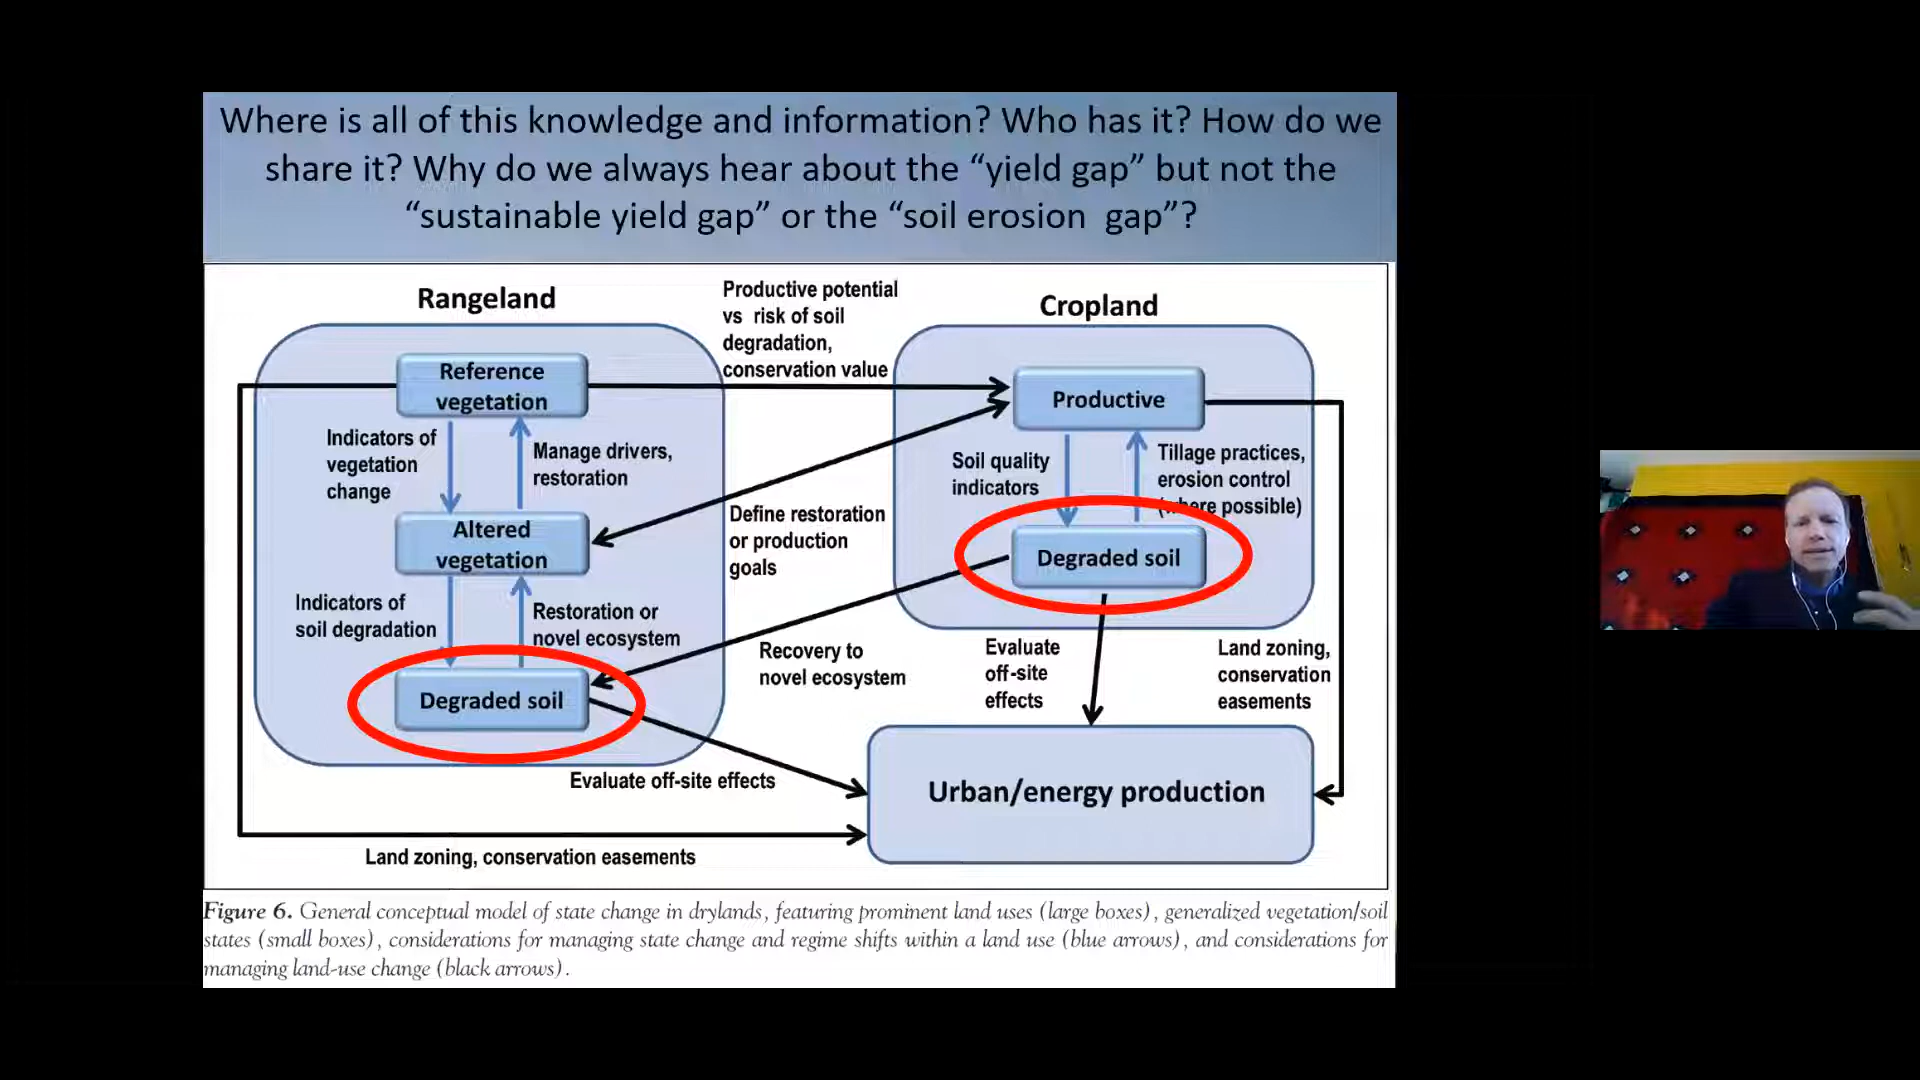 Where is all of this knowledge and information? Who has it? How do we
share it? Why do we always hear about the “yield gap” but not the
“sustainable yield gap” or the “soil erosion  gap”?
Rangeland
Productive potential
vs  risk of soil
degradation,
conservation value
Cropland
Reference
vegetation
Productive
Indicators of
vegetation
change
Manage drivers,
restoration
Soil quality
indicators
Tillage practices,
erosion control
(where possible)
Altered
vegetation
Define restoration
or production
goals
Degraded soil
Indicators of
soil degradation
Restoration or
novel ecosystem
Recovery to
novel ecosystem
Evaluate
off-site
effects
Land zoning,
conservation
easements
Degraded soil
Evaluate off-site effects
Urban/energy production
Land zoning, conservation easements
Figure 6. General conceptual model of state change in drylands, featuring prominent land uses (large boxes), generalized vegetation/soil
states (small boxes), considerations for managing state change and regime shifts within a land use (blue arrows), and considerations for
managing land-use change (black arrows).